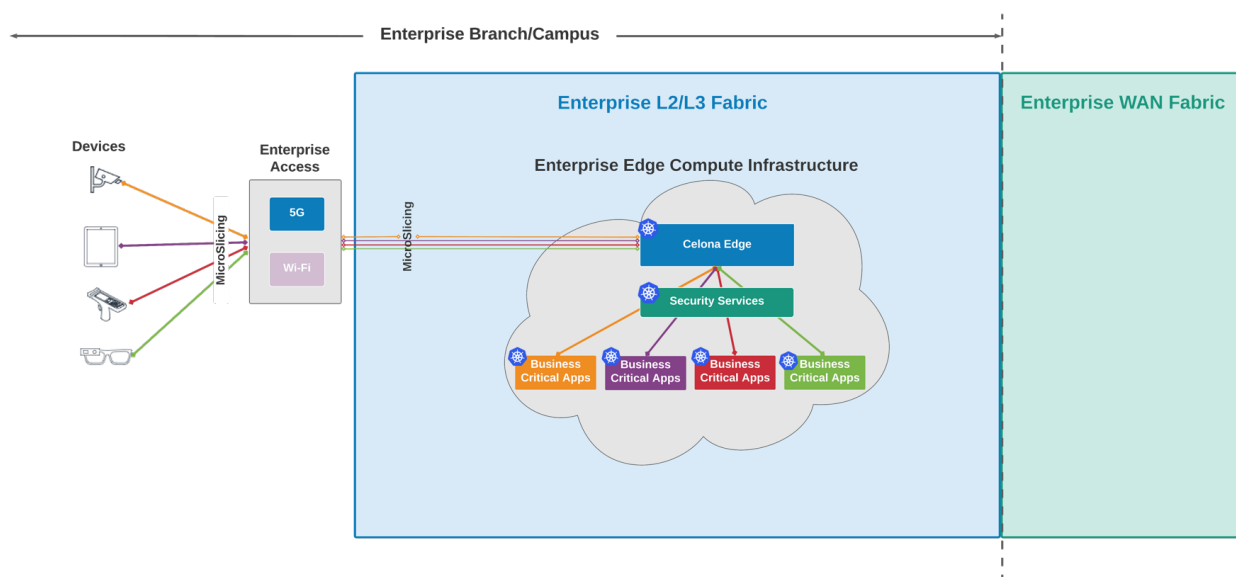 Enterprise Branch/Campus
Enterprise L2/L3 Fabric
Enterprise WAN Fabric
Devices
Enterprise
Access
Enterprise Edge Compute Infrastructure
5G
Wi-Fi
MicroSlicing
MicroSlicing
Celona Edge
Security Services
Business
Critical Apps
Business
Critical Apps
Business
Critical Apps
Business
Critical Apps